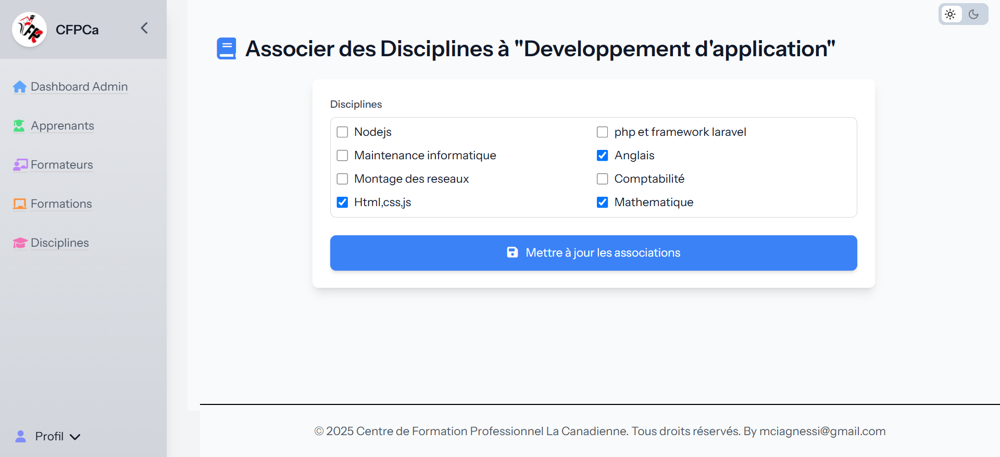 CFPCa
Dashboard Admin
Apprenants
Formateurs
Formations
Disciplines
Profil
Associer des Disciplines à "Developpement d'application"
Disciplines
Nodejs
php et framework laravel
Maintenance informatique
Anglais
Montage des reseaux
Comptabilité
Html,css,js
Mathematique
Mettre à jour les associations
© 2025 Centre de Formation Professionnel La Canadienne. Tous droits réservés. By mciagnessi@gmail.com